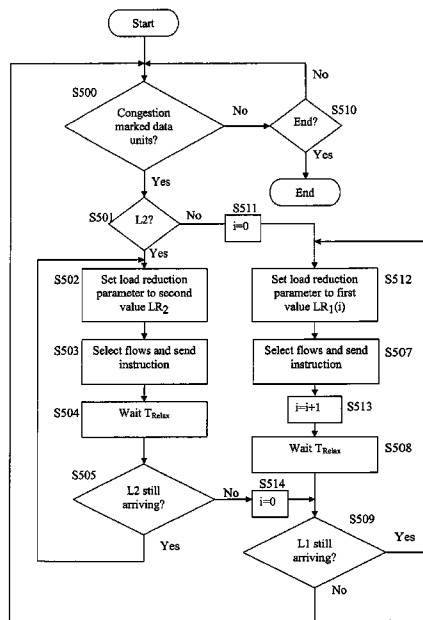 Start
S500
Congestion
marked data
units?
No
No
End?
S510
Yes
End
Yes
S501
L2?
No
S511
i=0
Yes
S502
Set load reduction
parameter to second
value LR2
S503
Select flows and send
instruction
S504
Wait TRelax
S505
L2 still
arriving?
No
S514
i=0
Yes
Set load reduction
parameter to first
value LR1(i)
S512
Select flows and send
instruction
S507
i=i+1
S513
Wait TRelax
S508
S509
L1 still
arriving?
Yes
No